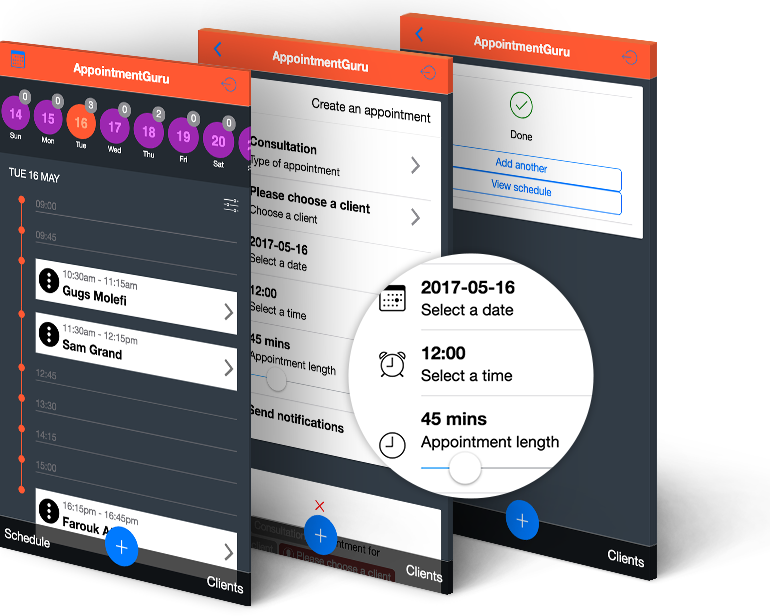 AppointmentGuru
0
0
3
0
2
0
0
14
15
16
17
18
19
20
Sun
Mon
Tue
Wed
Thu
Fri
Sat
TUE 16 MAY
09:00
09:45
10:30am - 11:15am
Gugs Molefi
11:30am - 12:15pm
Sam Grand
12:45
13:30
14:15
15:00
16:15pm - 16:45pm
Farouk
Schedule
Clients
AppointmentGuru
Create an appointment
Consultation
Type of appointment
Please choose a client
Choose a client
2017-05-16
Select a date
12:00
Select a time
45 mins
Appointment length
Send notifications
Consultation
for
Please choose a client
Clients
AppointmentGuru
Done
Add another
View schedule
2017-05-16
Select a date
12:00
Select a time
45 mins
Appointment length
Clients